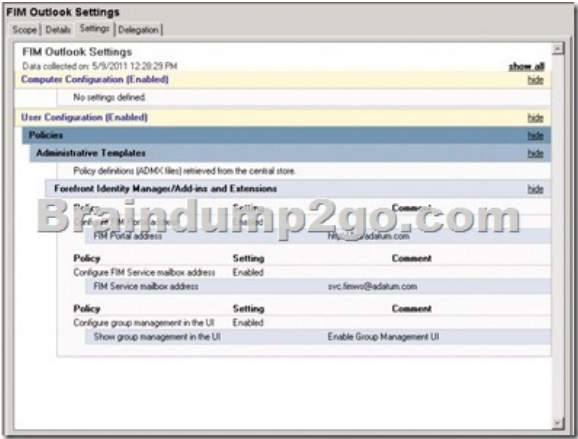 FIM Outlook Settings
Scope Details Settings Delegation
FIM Outlook Settings
Data collected on: 5/9/2011 12:28:29 PM
show all
Computer Configuration (Enabled) hide
No settings defined.
User Configuration (Enabled) hide
Policies hide
Administrative Templates hide
Policy definitions (ADMX files) retrieved from the central store.
Forefront Identity Manager/Add-ins and Extensions hide
Policy Setting Comment
Braindump2go.com
FIM Portal address
Policy Setting Comment
Configure FIM Service mailbox address Enabled
FIM Service mailbox address svc.fimws@adatum.com
Policy Setting Comment
Configure group management in the UI Enabled
Show group management in the UI Enable Group Management UI